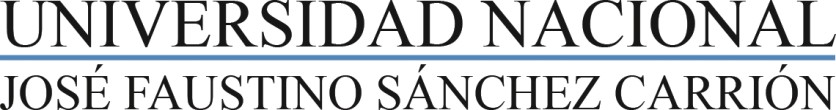 UNIVERSIDAD NACIONAL
JOSÉ FAUSTINO SÁNCHEZ CARRIÓN